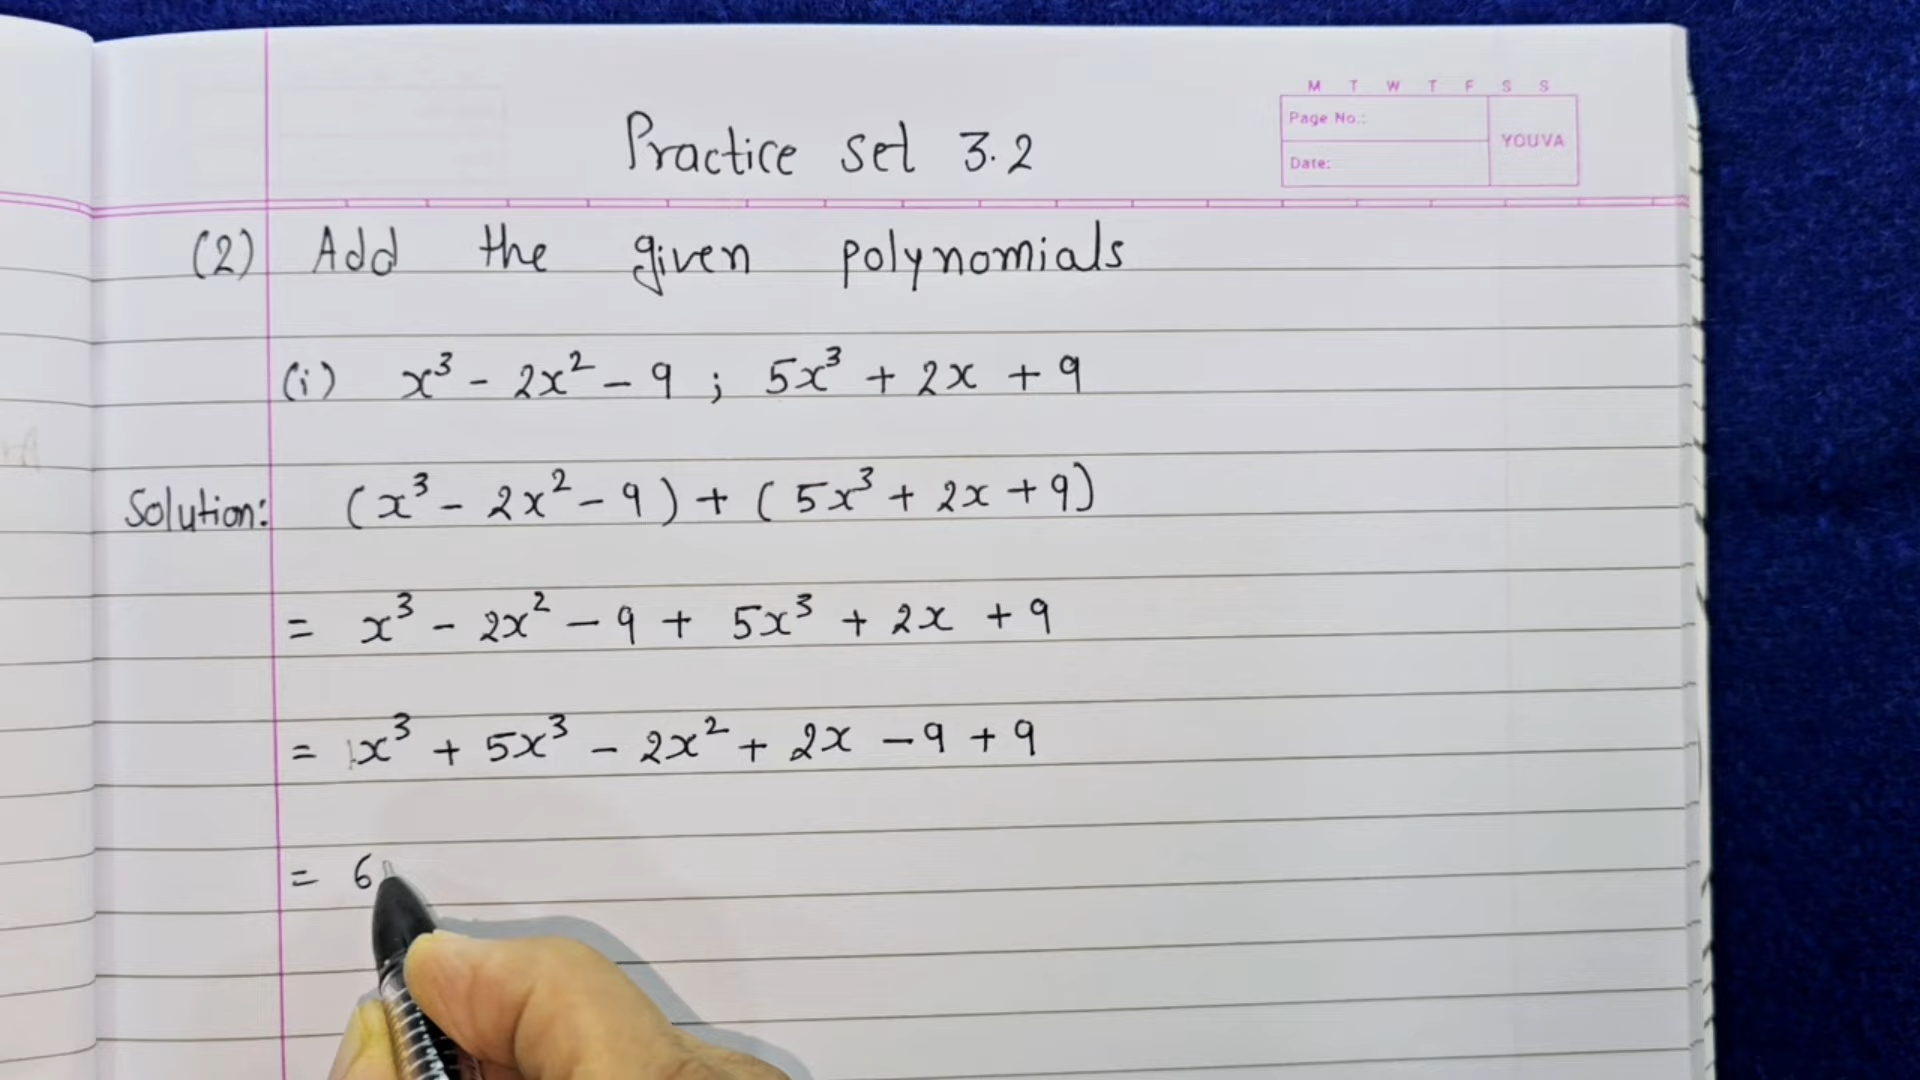 M T W T F S S
Page No.:
YOUVA
Date:
Practice set 3.2
(2) Add the given polynomials
(i) x³ - 2x² - 9 ; 5x³ + 2x + 9
Solution: (x³ - 2x² - 9) + (5x³ + 2x + 9)
= x³ - 2x² - 9 + 5x³ + 2x + 9
= 1x³ + 5x³ - 2x² + 2x - 9 + 9
= 6